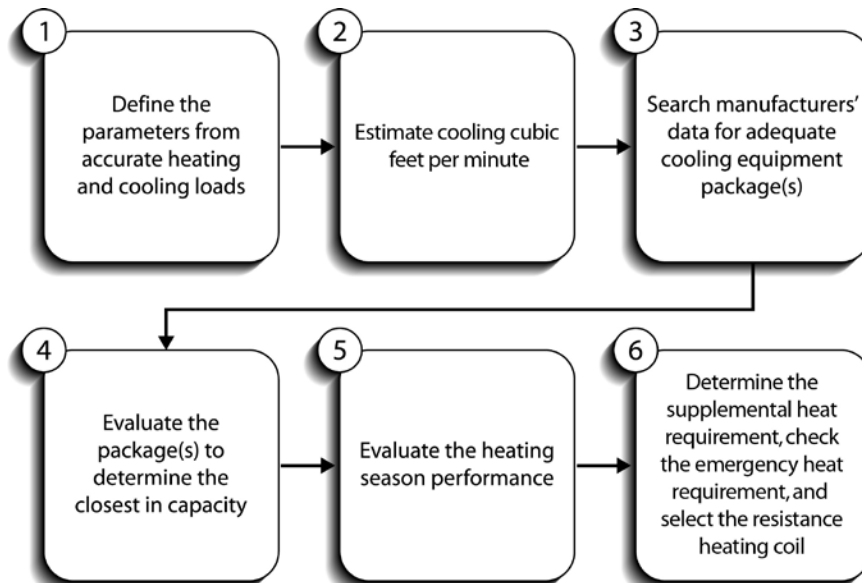 1
Define the
parameters from
accurate heating
and cooling loads
2
Estimate cooling cubic
feet per minute
3
Search manufacturers'
data for adequate
cooling equipment
package(s)
4
Evaluate the
package(s) to
determine the
closest in capacity
5
Evaluate the heating
season performance
6
Determine the
supplemental heat
requirement, check
the emergency heat
requirement, and
select the resistance
heating coil